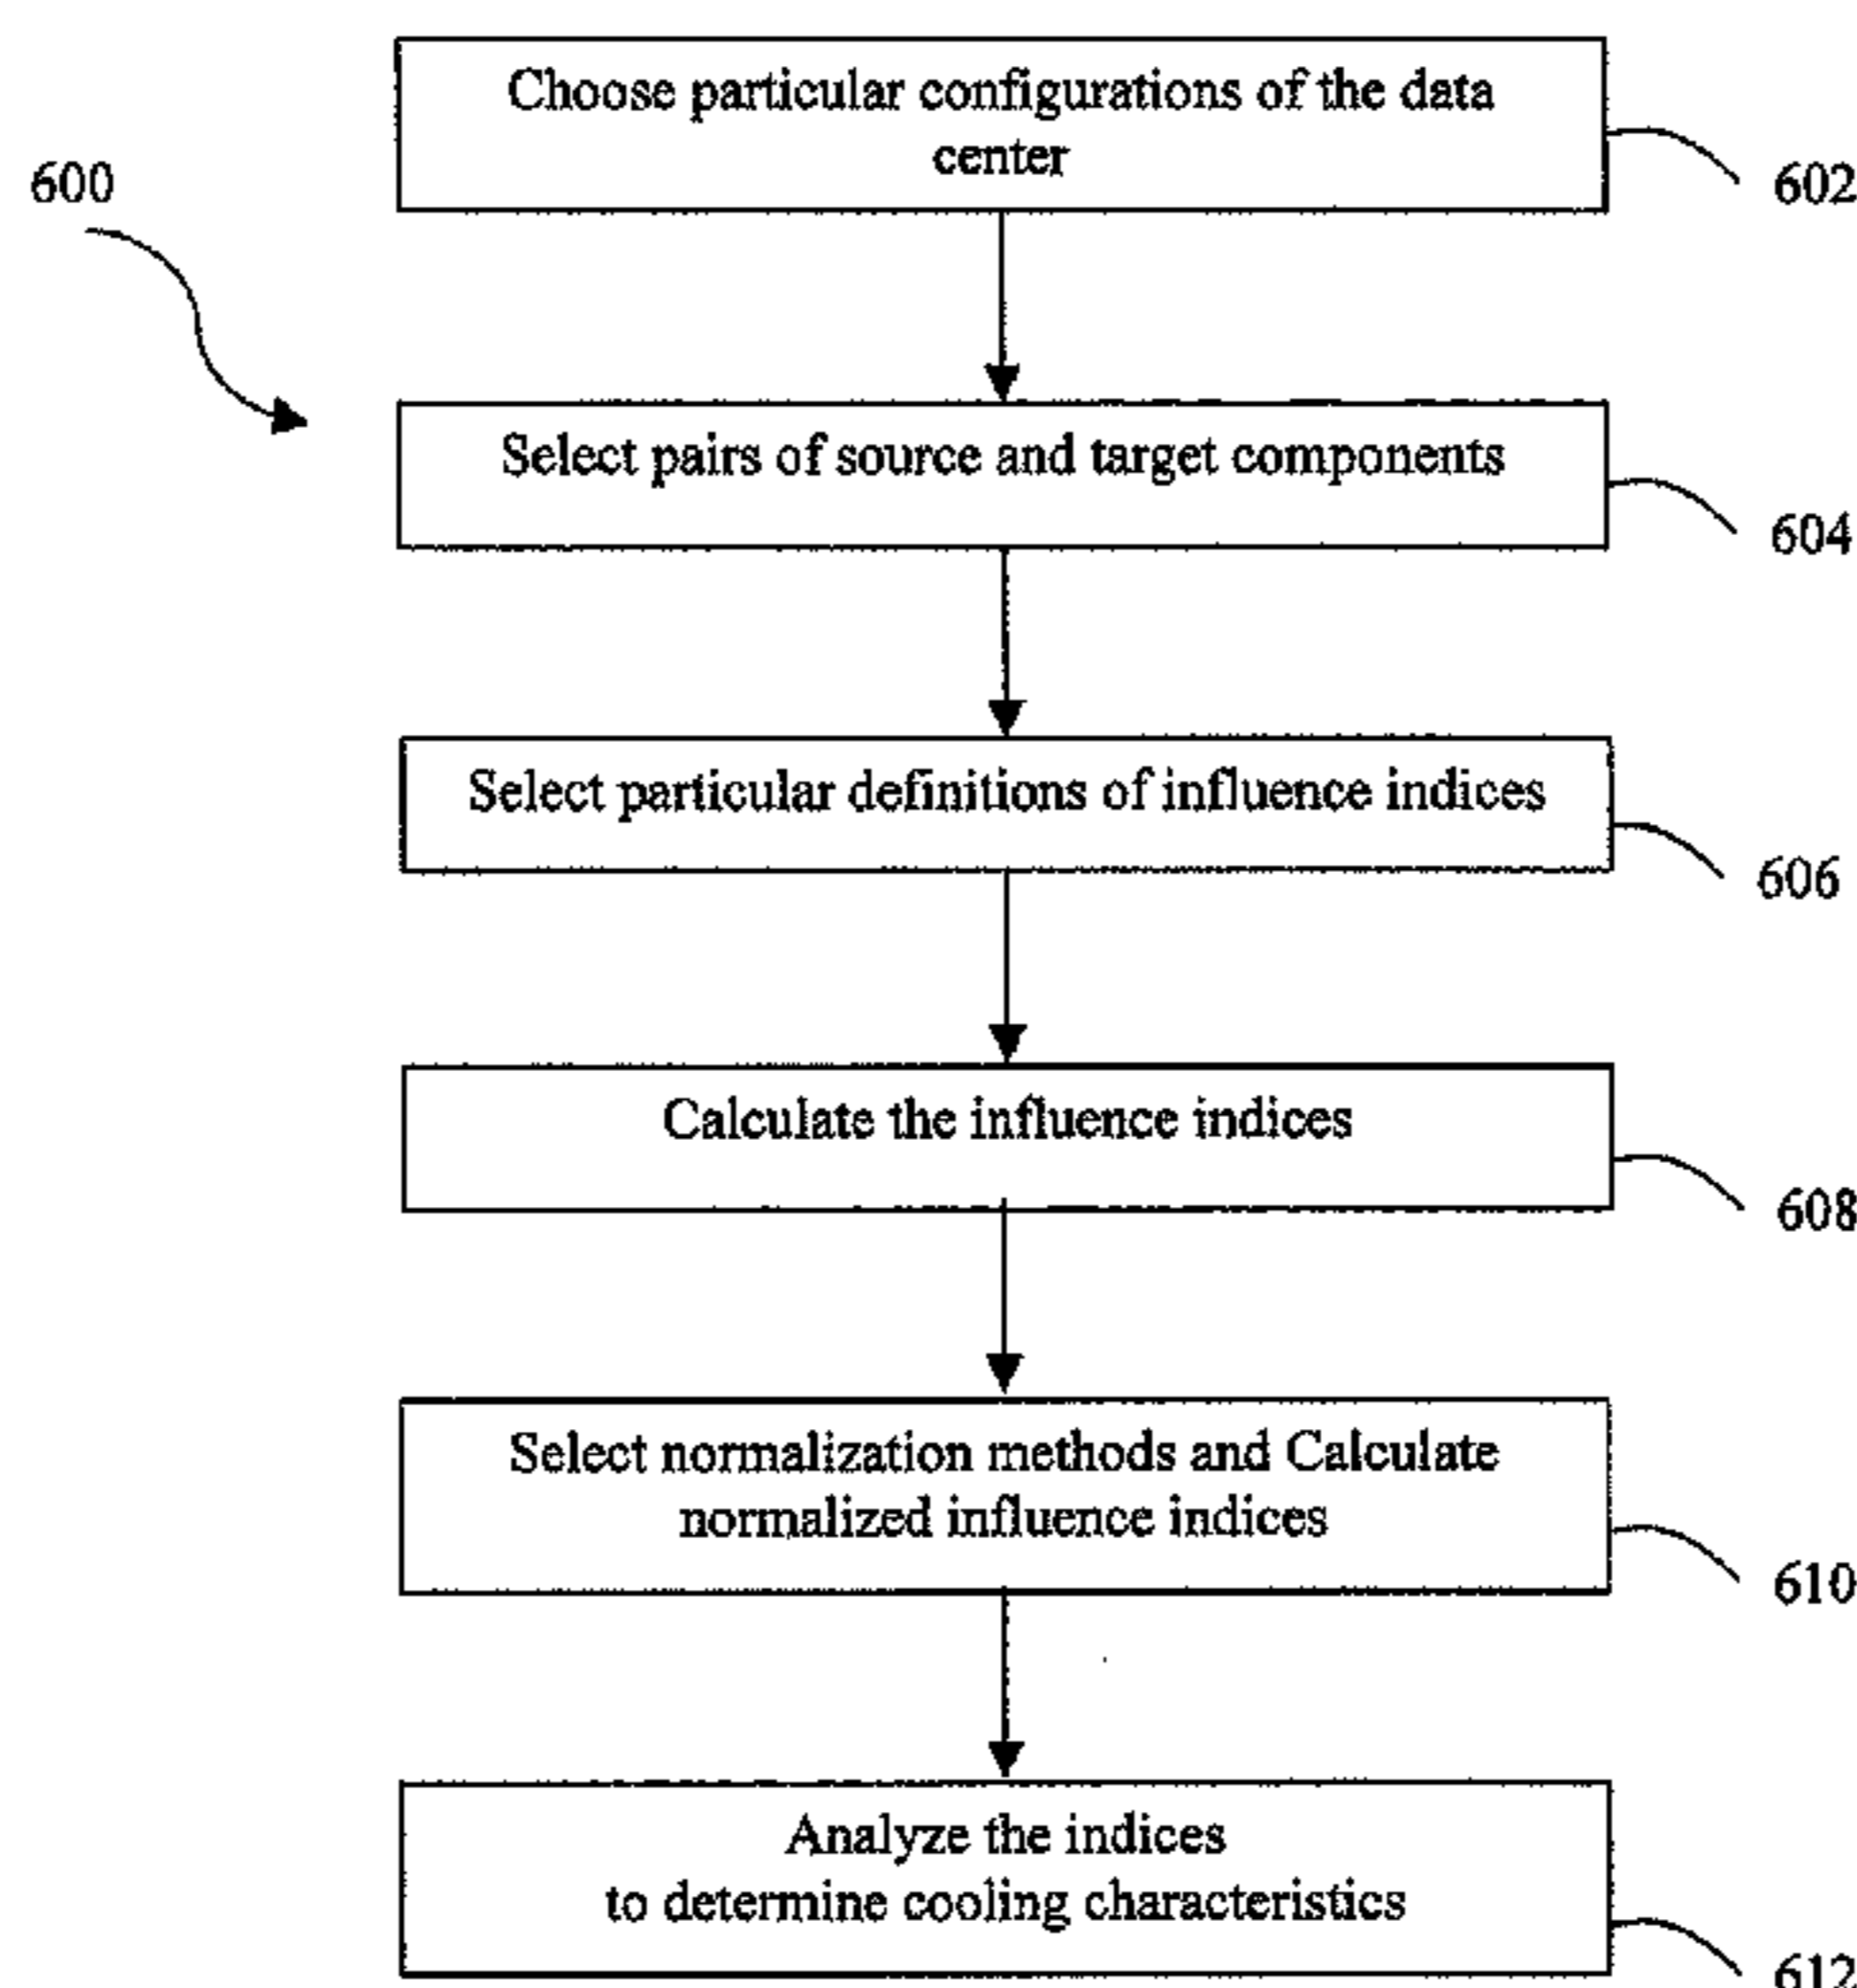 Choose particular configurations of the data
center
600
602
Select pairs of source and target components
604
Select particular definitions of influence indices
606
Calculate the influence indices
608
Select normalization methods and Calculate
normalized influence indices
610
Analyze the indices
to determine cooling characteristics
612